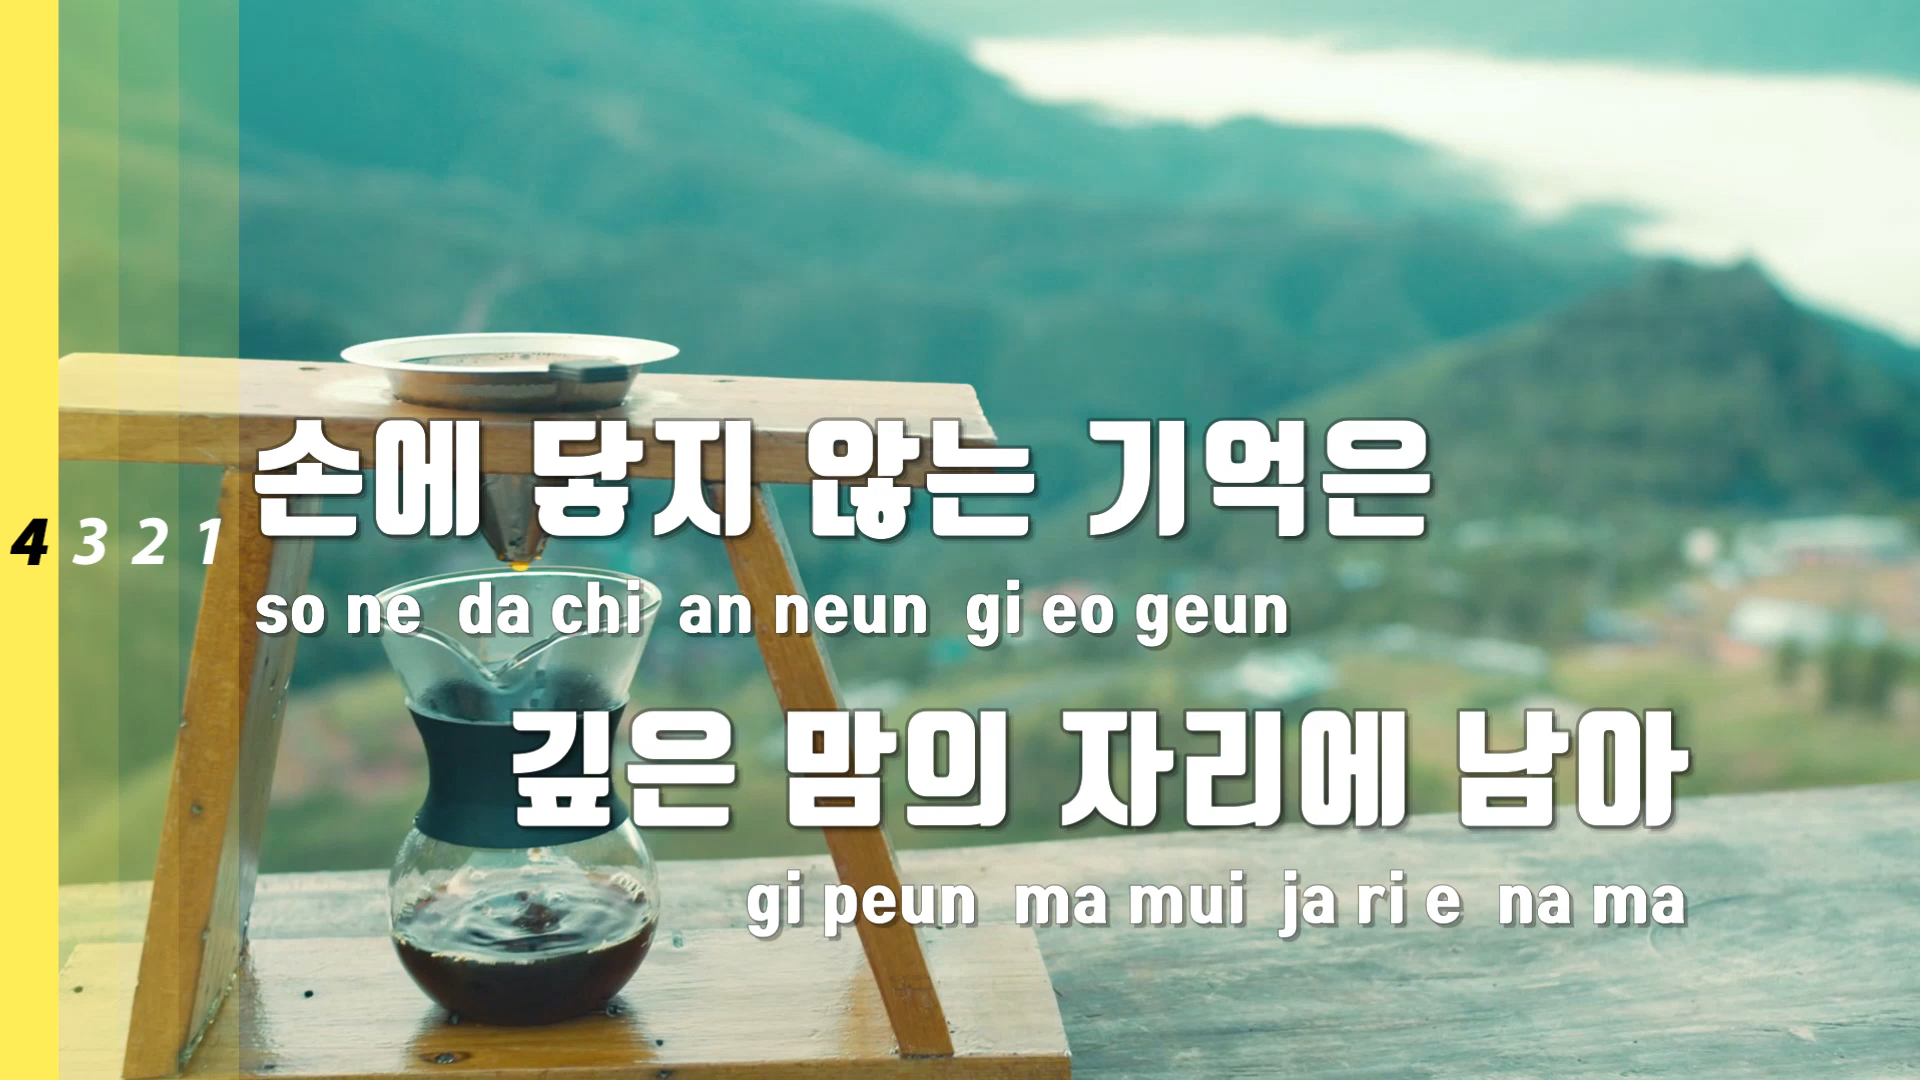 4 3 2 1
손에 닿지 않는 기억은
so ne da chi an neun gi eo geun
깊은 맘의 자리에 남아
gi peun ma mui ja ri e na ma